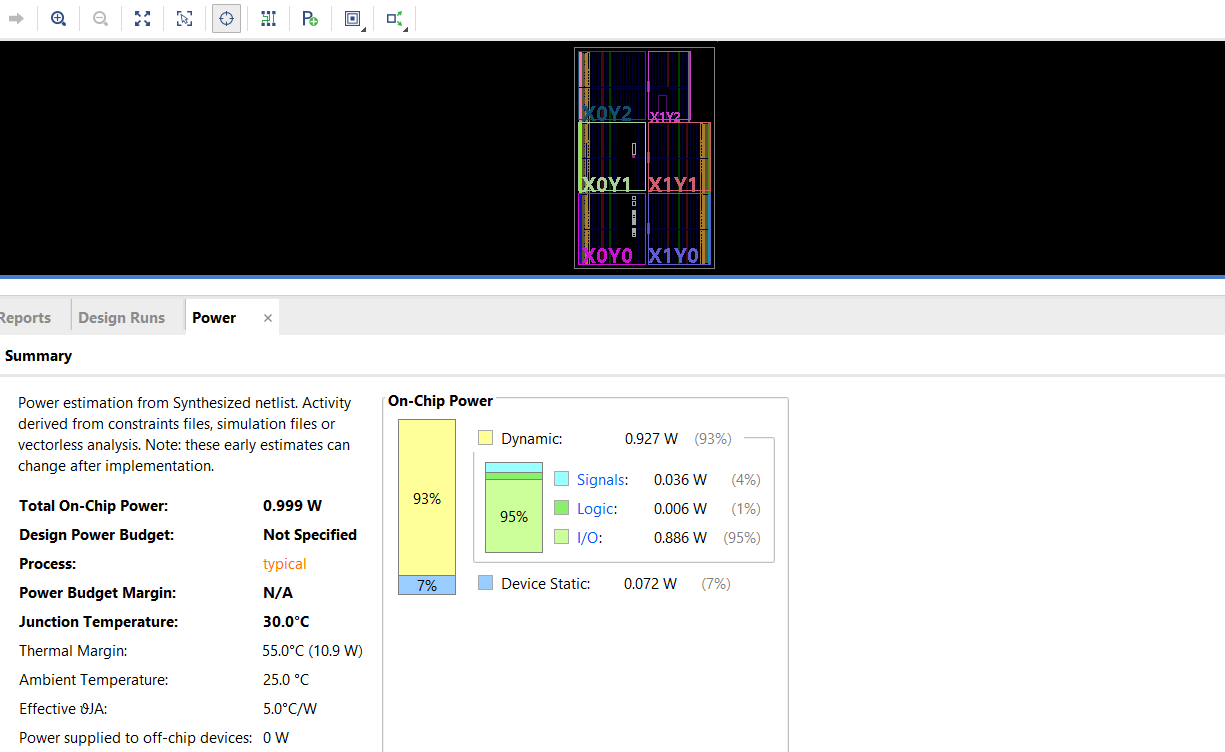 X0Y2 X1Y2
X0Y1 X1Y1
X0Y0 X1Y0
Reports Design Runs Power ×
Summary
Power estimation from Synthesized netlist. Activity
derived from constraints files, simulation files or
vectorless analysis. Note: these early estimates can
change after implementation.
Total On-Chip Power: 0.999 W
Design Power Budget: Not Specified
Process: typical
Power Budget Margin: N/A
Junction Temperature: 30.0°C
Thermal Margin: 55.0°C (10.9 W)
Ambient Temperature: 25.0 °C
Effective ϑJA: 5.0°C/W
Power supplied to off-chip devices: 0 W
On-Chip Power
93%
7%
Dynamic: 0.927 W (93%)
95%
Signals: 0.036 W (4%)
Logic: 0.006 W (1%)
I/O: 0.886 W (95%)
Device Static: 0.072 W (7%)